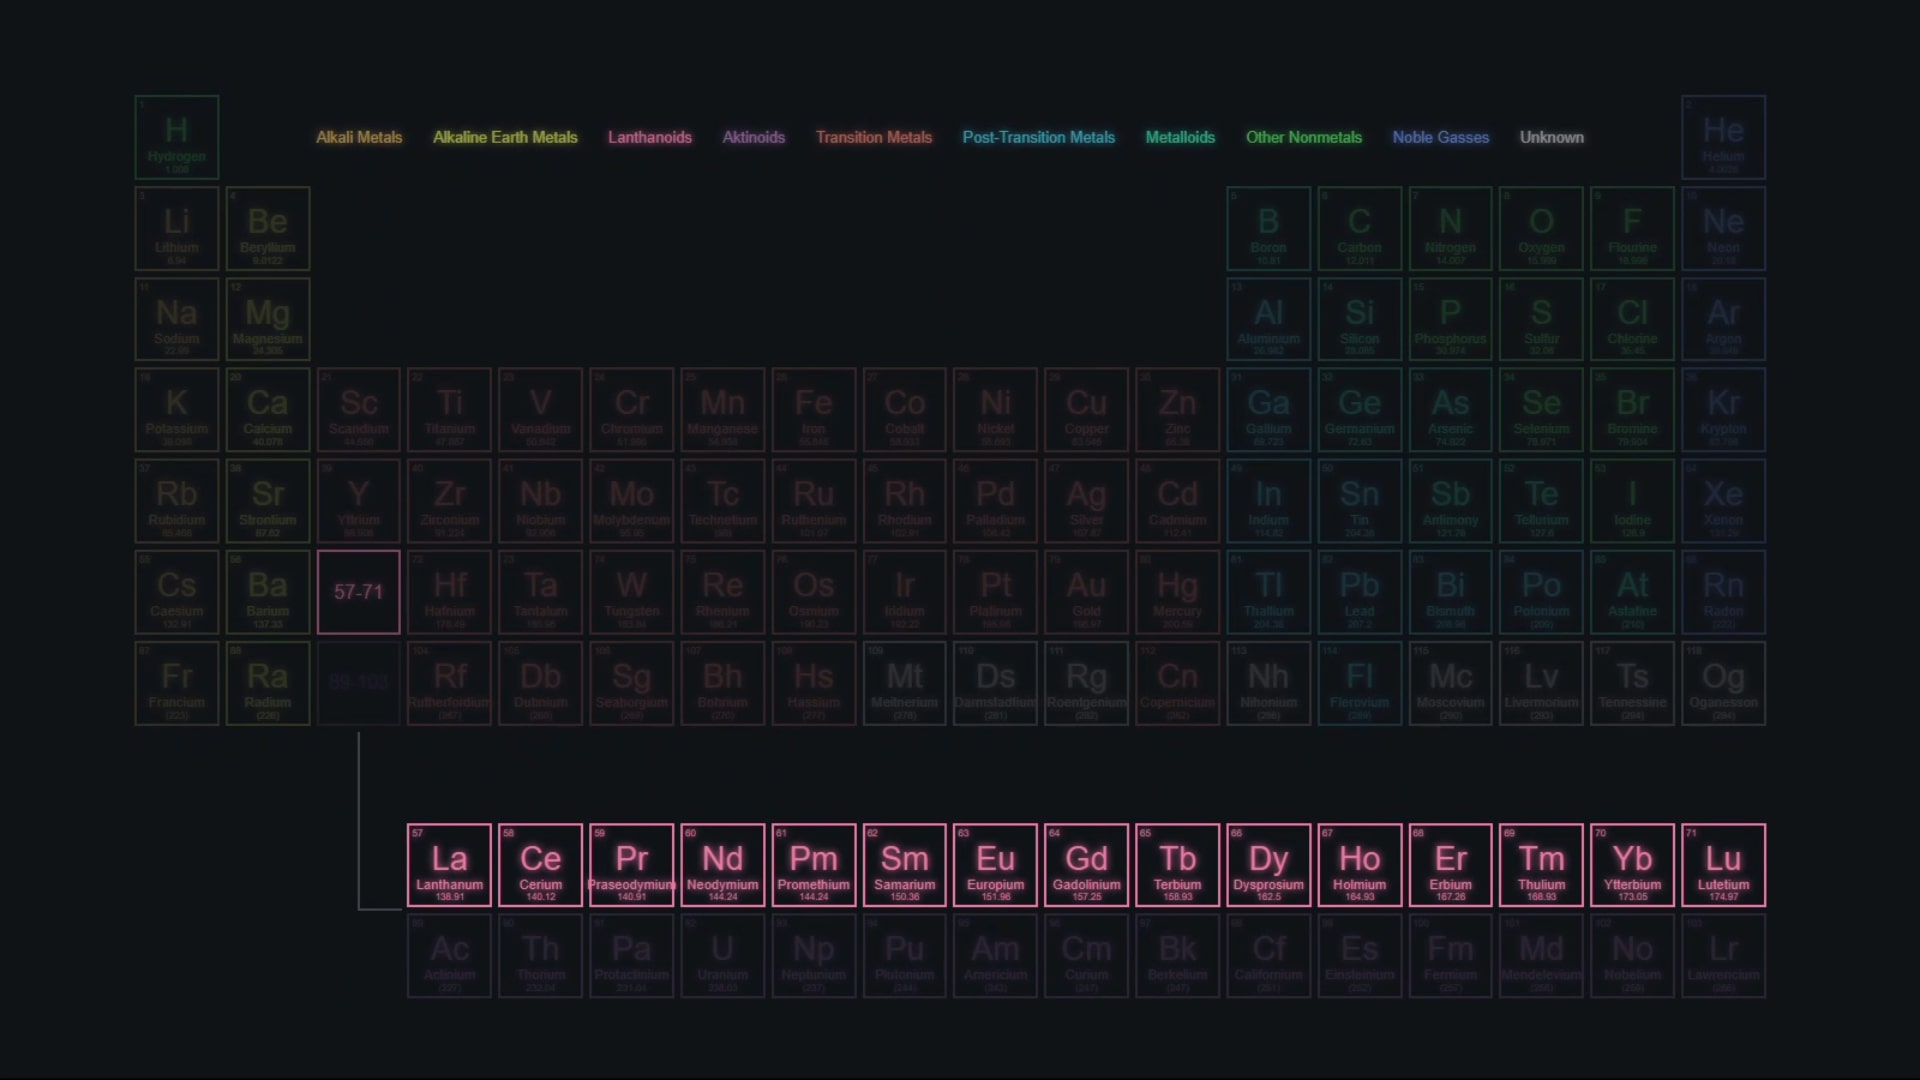 1 2
H He
Alkali Metals Alkaline Earth Metals Lanthanoids Aktinoids Transition Metals Post-Transition Metals Metalloids Other Nonmetals Noble Gasses Unknown
Hydrogen Helium
1.008 4.0026
3 4 5 6 7 8 9 10
Li Be B C N O F Ne
Lithium Beryllium Boron Carbon Nitrogen Oxygen Flourine Neon
6.94 9.0122 10.81 12.011 14.007 15.999 18.998 20.18
11 12 13 14 15 16 17 18
Na Mg Al Si P S Cl Ar
Sodium Magnesium Aluminium Silicon Phosphorus Sulfur Chlorine Argon
22.99 24.305 26.982 28.085 30.974 32.06 35.45
19 20 21 22 23 24 25 26 27 28 29 30 31 32 33 34 35 36
K Ca Sc Ti V Cr Mn Fe Co Ni Cu Zn Ga Ge As Se Br Kr
Potassium Calcium Scandium Titanium Vanadium Chromium Manganese Iron Cobalt Nickel Copper Zinc Gallium Germanium Arsenic Selenium Bromine Krypton
39.098 40.078 47.867 50.942 51.996 54.938 55.845 58.933 58.693 63.546 65.38 69.723 72.63 74.922 78.971 79.904 83.798
37 38 39 40 41 42 43 44 45 46 47 48 49 50 51 52 53 54
Rb Sr Y Zr Nb Mo Tc Ru Rh Pd Ag Cd In Sn Sb Te I Xe
Rubidium Strontium Yttrium Zirconium Niobium Molybdenum Technetium Ruthenium Rhodium Palladium Silver Cadmium Indium Tin Antimony Tellurium Iodine Xenon
85.468 87.62 88.906 91.224 92.906 (98) 101.07 102.91 106.42 107.87 112.41 114.82 121.76 127.6 126.9 131.29
55 56 72 73 74 75 76 77 78 79 80 81 82 83 84 85 86
Cs Ba 57-71 Hf Ta W Re Os Ir Pt Au Hg Tl Pb Bi Po At Rn
Caesium Barium Hafnium Tantalum Tungsten Rhenium Osmium Iridium Platinum Gold Mercury Thallium Lead Bismuth Polonium Astatine Radon
132.91 137.33 178.49 180.95 183.84 186.21 190.23 192.22 195.08 196.97 200.59 204.38 207.2 208.98 (209) (210) (222)
87 88 104 105 106 107 108 109 110 111 112 113 114 115 116 117 118
Fr Ra 89-103 Rf Db Sg Bh Hs Mt Ds Rg Cn Nh Fl Mc Lv Ts Og
Francium Radium Rutherfordium Dubnium Seaborgium Bohrium Hassium Meitnerium Darmstadtium Roentgenium Copernicium Nihonium Flerovium Moscovium Livermorium Tennessine Oganesson
(223) (226) (267) (268) (269) (270) (277) (278) (281) (282) (286) (289) (290) (293) (294) (294)
57 58 59 60 61 62 63 64 65 66 67 68 69 70 71
La Ce Pr Nd Pm Sm Eu Gd Tb Dy Ho Er Tm Yb Lu
Lanthanum Cerium Praseodymium Neodymium Promethium Samarium Europium Gadolinium Terbium Dysprosium Holmium Erbium Thulium Ytterbium Lutetium
138.91 140.12 140.91 144.24 144.24 150.36 151.96 157.25 158.93 162.5 164.93 167.26 168.93 173.05 174.97
89 90 91 92 93 94 95 96 97 98 99 100 101 102 103
Ac Th Pa U Np Pu Am Cm Bk Cf Es Fm Md No Lr
Actinium Thorium Protactinium Uranium Neptunium Plutonium Americium Curium Berkelium Californium Einsteinium Fermium Mendelevium Nobelium Lawrencium
(227) 232.04 231.04 238.03 (237) (244) (243) (247) (247) (251) (252) (257) (258) (259) (266)